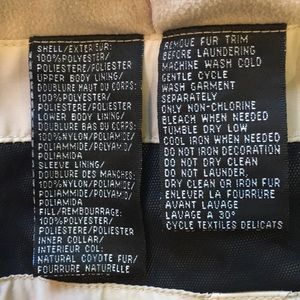 SHELL/EXTERIEUR:
100%POLYESTER/
POLIESTERE/POLIESTER
UPPER BODY LINING/
DOUBLURE HAUT DU CORPS:
100%POLYESTER/
POLYESTERE/POLIESTER
LOWER BODY LINING/
DOUBLURE BAS DU CORPS:
100%NYLON/POLIAMIDE/
POLIAMMIDE/POLYAMID/
POLIAMIDA
SLEEVE LINING/
DOUBLURE DES MANCHES:
100%NYLON/POLIAMIDE/
POLIAMMIDE/POLYAMID/
POLIAMIDA
FILL/REMBOURRAGE:
100%POLYESTER/
POLYESTERE/POLIESTER
INNER COLLAR/
INTERIEUR COL:
NATURAL COYOTE FUR/
FOURRURE NATURELLE
REMOVE FUR TRIM
BEFORE LAUNDERING
MACHINE WASH COLD
GENTLE CYCLE
WASH GARMENT
SEPARATELY
ONLY NON-CHLORINE
BLEACH WHEN NEEDED
TUMBLE DRY LOW
COOL IRON WHEN NEEDED
DO NOT IRON DECORATION
DO NOT DRY CLEAN
DO NOT LAUNDER,
DRY CLEAN OR IRON FUR
ENLEVER LA FOURRURE
AVANT LAVAGE
LAVAGE A 30°
CYCLE TEXTILES DELICATS